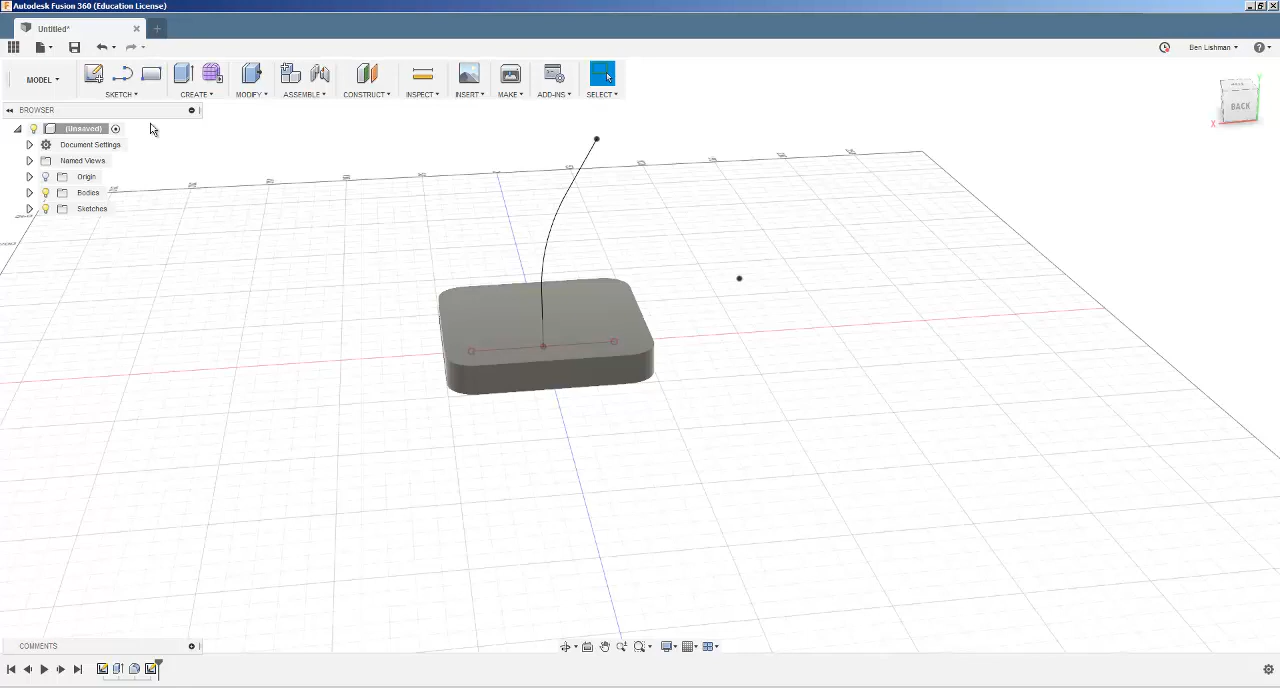 Autodesk Fusion 360 (Education License)
Untitled*
Ben Lishman
MODEL
SKETCH
CREATE
MODIFY
ASSEMBLE
CONSTRUCT
INSPECT
INSERT
MAKE
ADD-INS
SELECT
BROWSER
(Unsaved)
Document Settings
Named Views
Origin
Bodies
Sketches
BACK
X
Y
COMMENTS